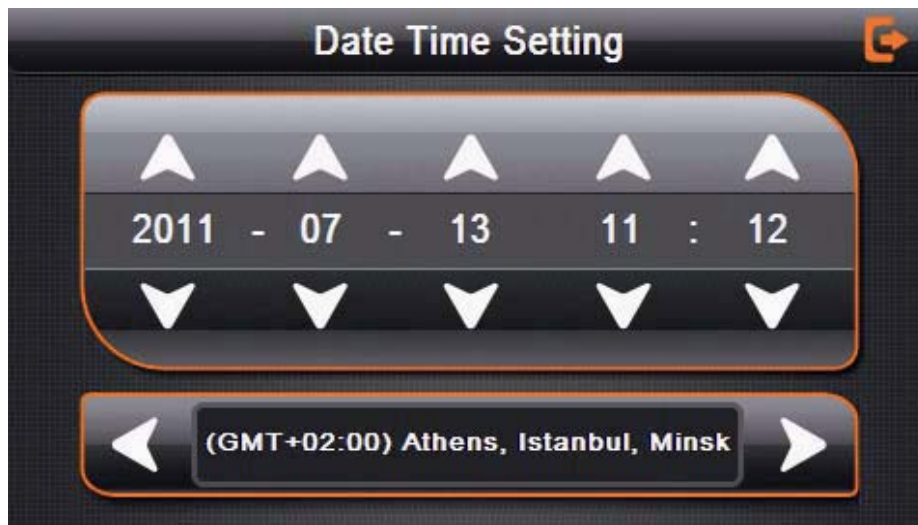 Date Time Setting
2011 - 07 - 13 11 : 12
(GMT+02:00) Athens, Istanbul, Minsk